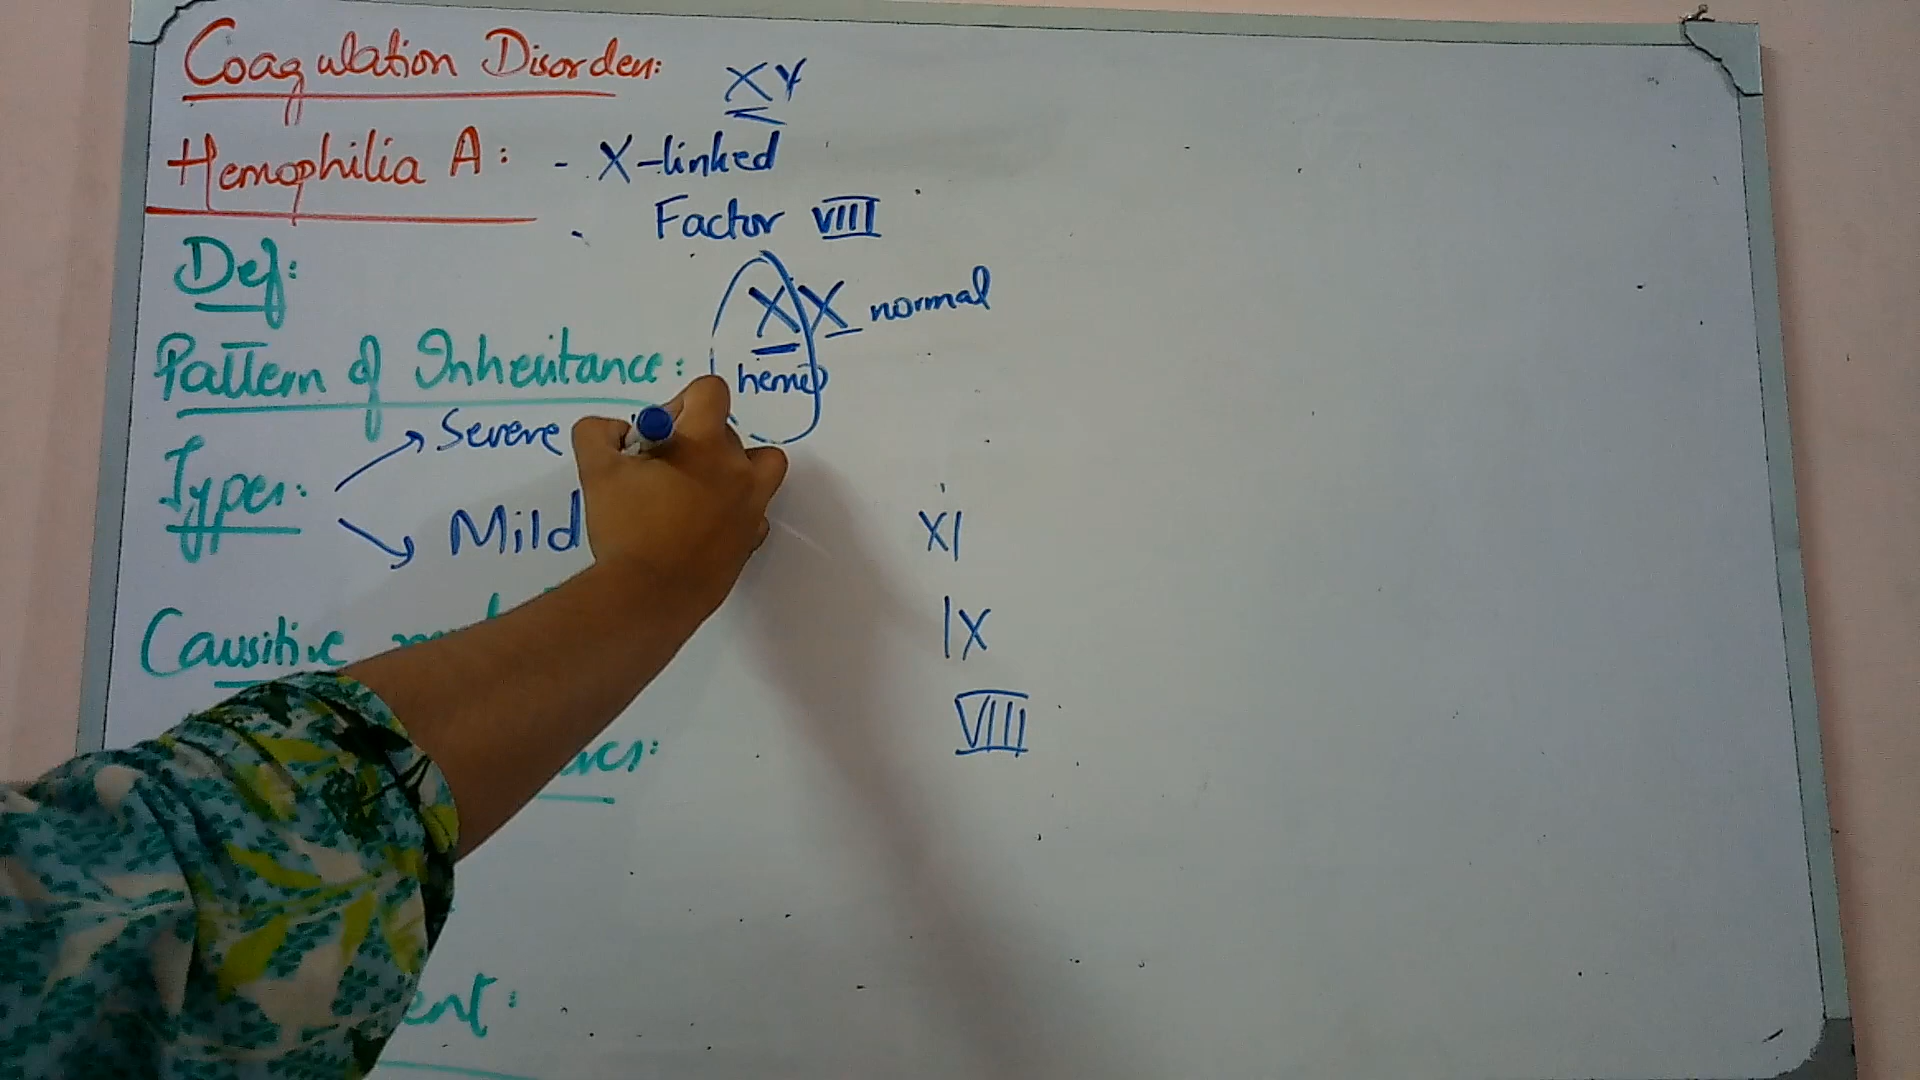 Coagulation Disorder:
XY
Hemophilia A: - X-linked
Factor VIII
Def:
XX normal
Pattern of Inheritance:
hemo
Severe
Types:
Mild
XI
Causitive
IX
VIII